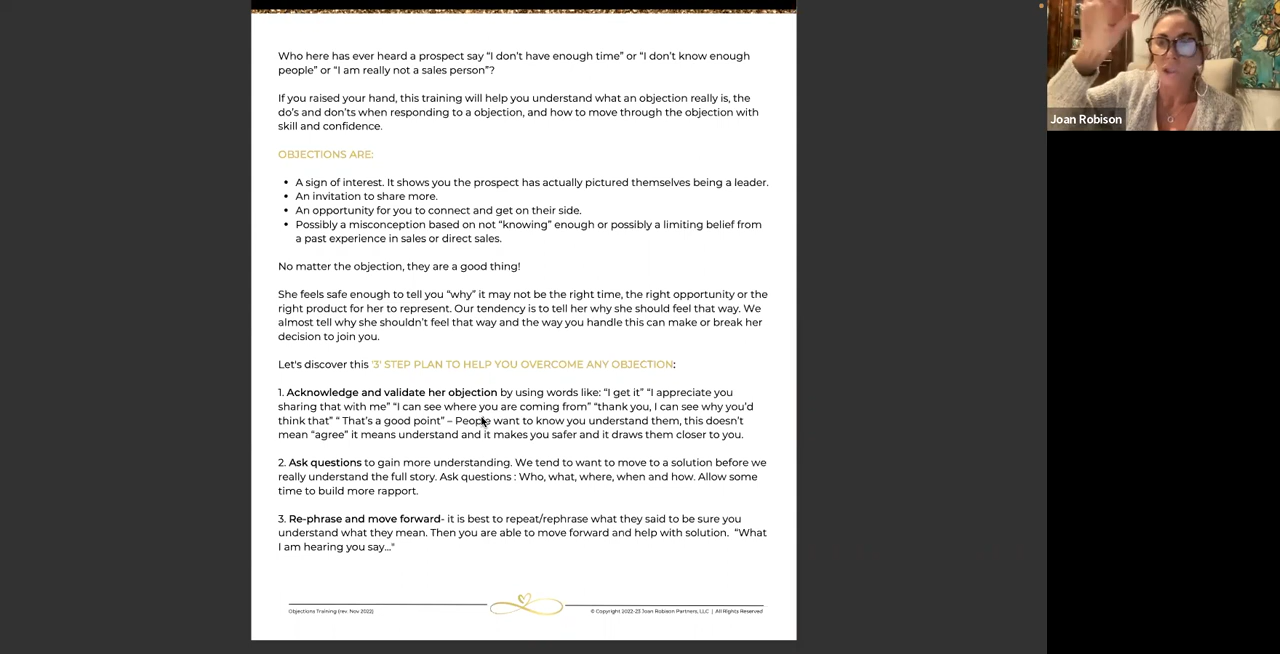 Who here has ever heard a prospect say “I don’t have enough time” or “I don’t know enough
people” or “I am really not a sales person”?
If you raised your hand, this training will help you understand what an objection really is, the
do’s and don’ts when responding to a objection, and how to move through the objection with
skill and confidence.
OBJECTIONS ARE:
• A sign of interest. It shows you the prospect has actually pictured themselves being a leader.
• An invitation to share more.
• An opportunity for you to connect and get on their side.
• Possibly a misconception based on not “knowing” enough or possibly a limiting belief from
a past experience in sales or direct sales.
No matter the objection, they are a good thing!
She feels safe enough to tell you “why” it may not be the right time, the right opportunity or the
right product for her to represent. Our tendency is to tell her why she should feel that way. We
almost tell why she shouldn’t feel that way and the way you handle this can make or break her
decision to join you.
Let's discover this '3' STEP PLAN TO HELP YOU OVERCOME ANY OBJECTION:
1. Acknowledge and validate her objection by using words like: “I get it” “I appreciate you
sharing that with me” “I can see where you are coming from” “thank you, I can see why you’d
think that” “ That’s a good point” – People want to know you understand them, this doesn’t
mean “agree” it means understand and it makes you safer and it draws them closer to you.
2. Ask questions to gain more understanding. We tend to want to move to a solution before we
really understand the full story. Ask questions : Who, what, where, when and how. Allow some
time to build more rapport.
3. Re-phrase and move forward- it is best to repeat/rephrase what they said to be sure you
understand what they mean. Then you are able to move forward and help with solution. “What
I am hearing you say...”
Objections Training (rev. Nov 2022)
© Copyright 2022-23 Joan Robison Partners, LLC | All Rights Reserved
Joan Robison